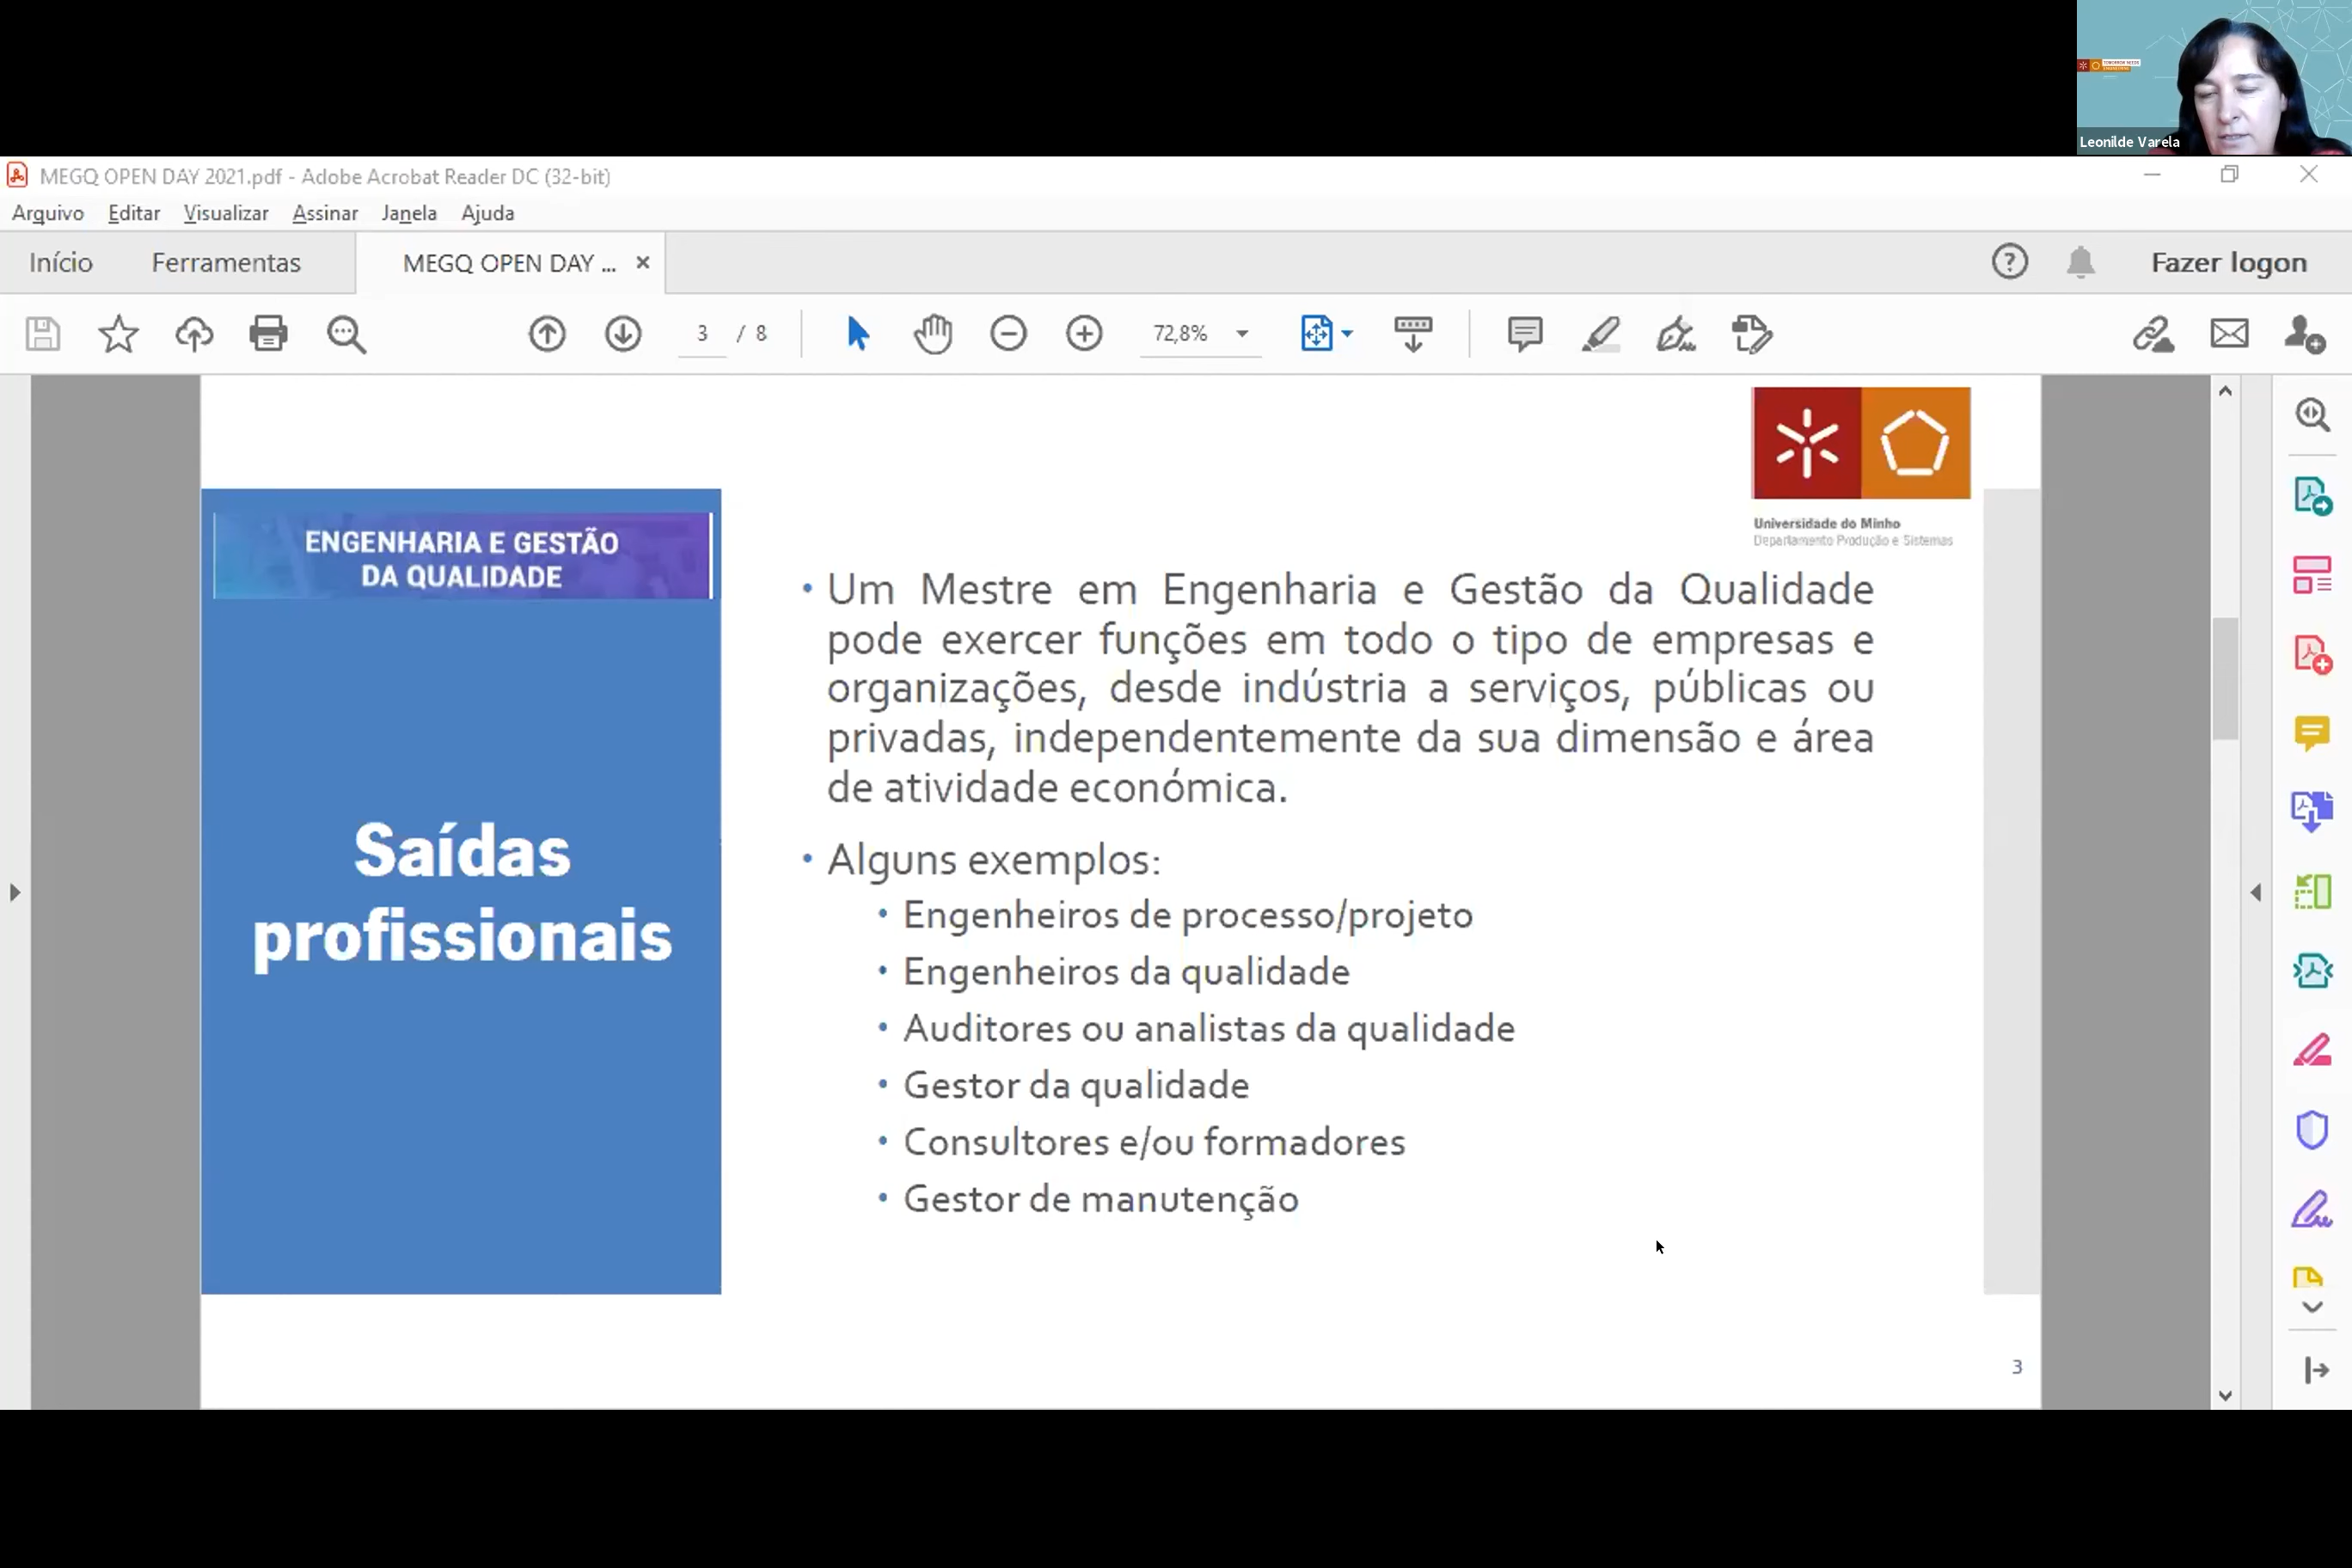 Leonilde Varela
MEGQ OPEN DAY 2021.pdf - Adobe Acrobat Reader DC (32-bit)
Arquivo Editar Visualizar Assinar Janela Ajuda
Início Ferramentas MEGQ OPEN DAY ... Fazer logon
3 / 8 72,8%
Universidade do Minho
Departamento Produção e Sistemas
ENGENHARIA E GESTÃO
DA QUALIDADE
Saídas
profissionais
• Um Mestre em Engenharia e Gestão da Qualidade
pode exercer funções em todo o tipo de empresas e
organizações, desde indústria a serviços, públicas ou
privadas, independentemente da sua dimensão e área
de atividade económica.
• Alguns exemplos:
• Engenheiros de processo/projeto
• Engenheiros da qualidade
• Auditores ou analistas da qualidade
• Gestor da qualidade
• Consultores e/ou formadores
• Gestor de manutenção
3